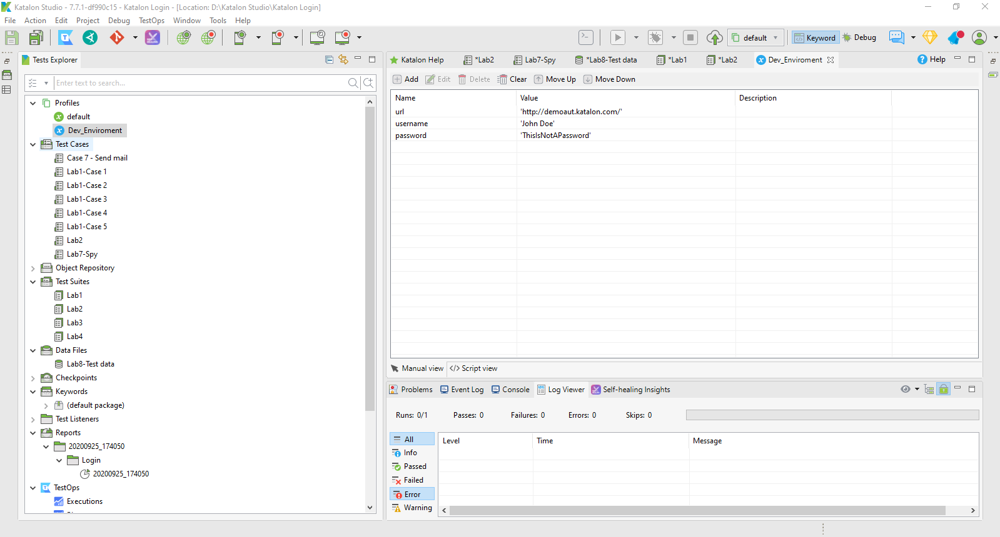 Katalon Studio - 7.7.1-df990c15 - Katalon Login - [Location: D:\Katalon Studio\Katalon Login]
File Action Edit Project Debug TestOps Window Tools Help
default Keyword Debug
Tests Explorer
Enter text to search...
Profiles
default
Dev_Enviroment
Test Cases
Case 7 - Send mail
Lab1-Case 1
Lab1-Case 2
Lab1-Case 3
Lab1-Case 4
Lab1-Case 5
Lab2
Lab7-Spy
Object Repository
Test Suites
Lab1
Lab2
Lab3
Lab4
Data Files
Lab8-Test data
Checkpoints
Keywords
(default package)
Test Listeners
Reports
20200925_174050
Login
20200925_174050
TestOps
Executions
Katalon Help *Lab2 Lab7-Spy *Lab8-Test data *Lab1 *Lab2 Dev_Enviroment Help
Add Edit Delete Clear Move Up Move Down
Name Value Description
url 'http://demoaut.katalon.com/'
username 'John Doe'
password 'ThisIsNotAPassword'
Manual view </> Script view
Problems Event Log Console Log Viewer Self-healing Insights
Runs: 0/1 Passes: 0 Failures: 0 Errors: 0 Skips: 0
All
Info
Passed
Failed
Error
Warning
Level Time Message